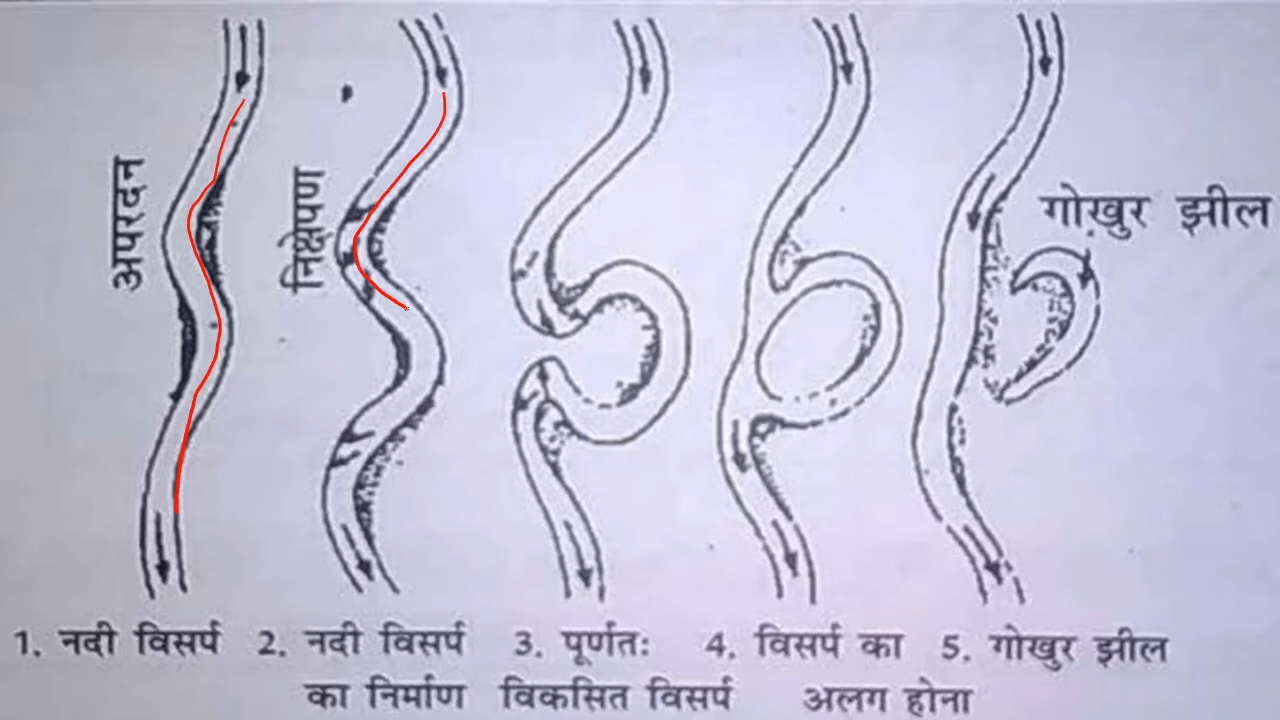 अपरदन
निक्षेपण
गोखुर झील
1. नदी विसर्प 2. नदी विसर्प 3. पूर्णतः 4. विसर्प का 5. गोखुर झील
का निर्माण विकसित विसर्प अलग होना